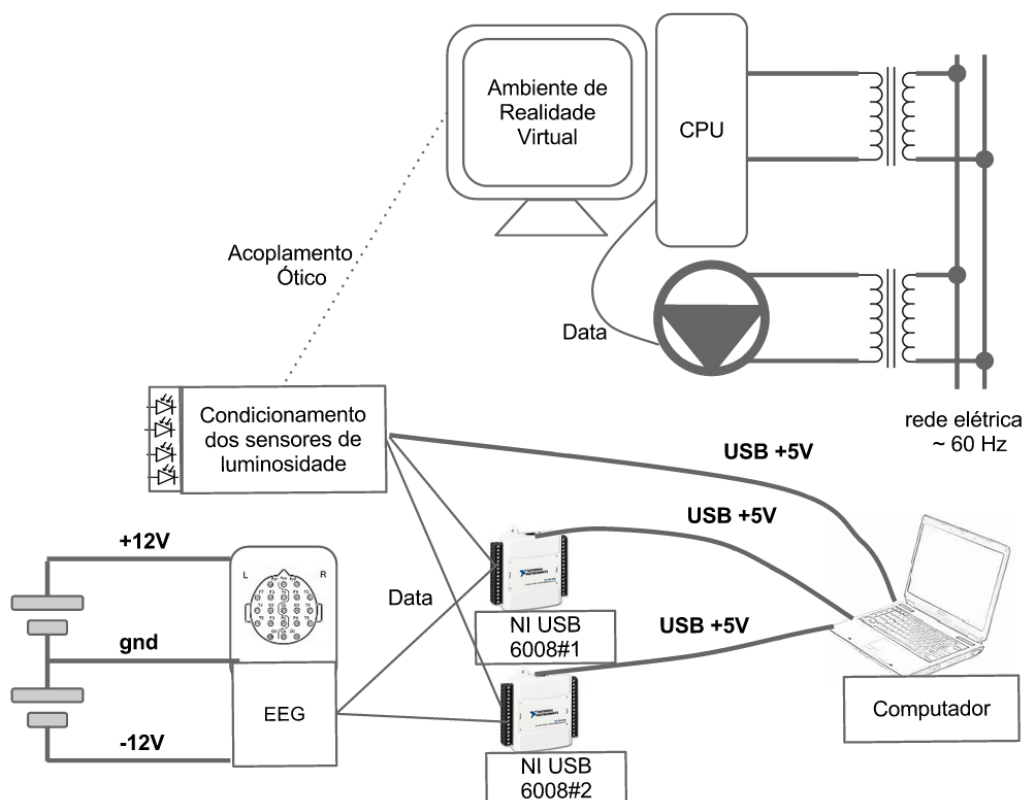 Ambiente de
Realidade
Virtual
CPU
Acoplamento
Ótico
Data
rede elétrica
~ 60 Hz
Condicionamento
dos sensores de
luminosidade
USB +5V
USB +5V
USB +5V
+12V
gnd
-12V
L
R
EEG
Data
NI USB
6008#1
NI USB
6008#2
Computador